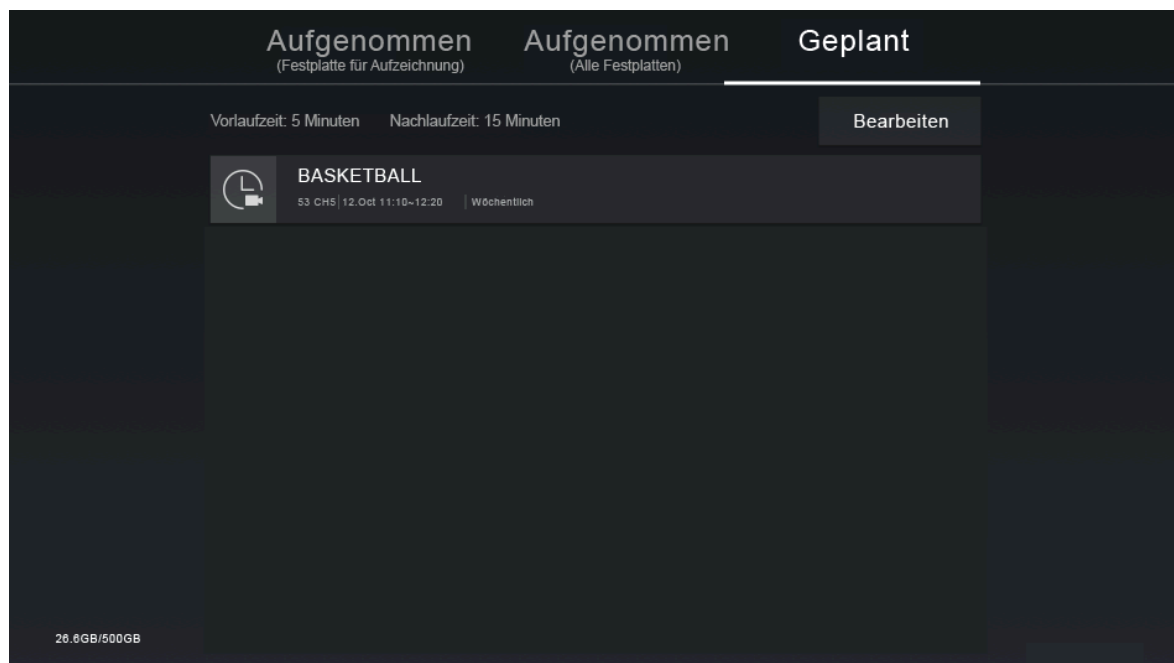 Aufgenommen
(Festplatte für Aufzeichnung)
Aufgenommen
(Alle Festplatten)
Geplant
Vorlaufzeit: 5 Minuten Nachlaufzeit: 15 Minuten
Bearbeiten
BASKETBALL
53 CH5 | 12.Oct 11:10~12:20 | Wöchentlich
26.6GB/500GB